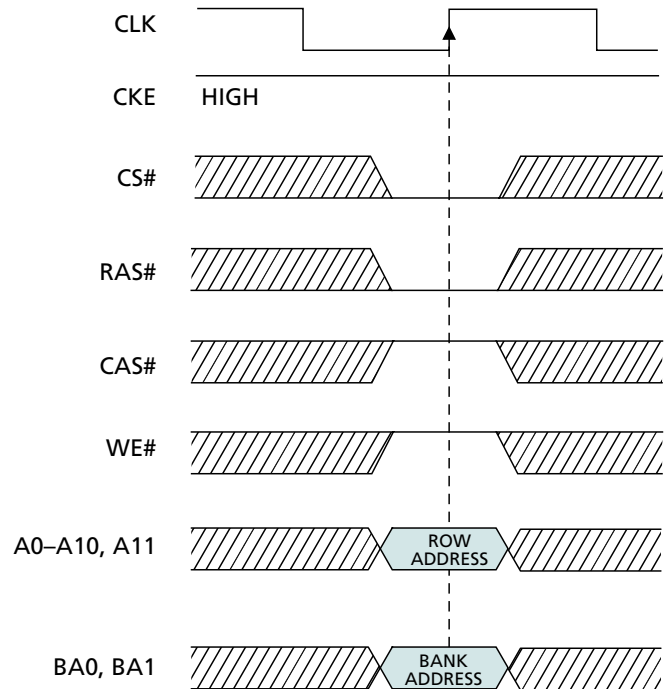 CLK
CKE HIGH
CS#
RAS#
CAS#
WE#
A0–A10, A11 ROW
ADDRESS
BA0, BA1 BANK
ADDRESS